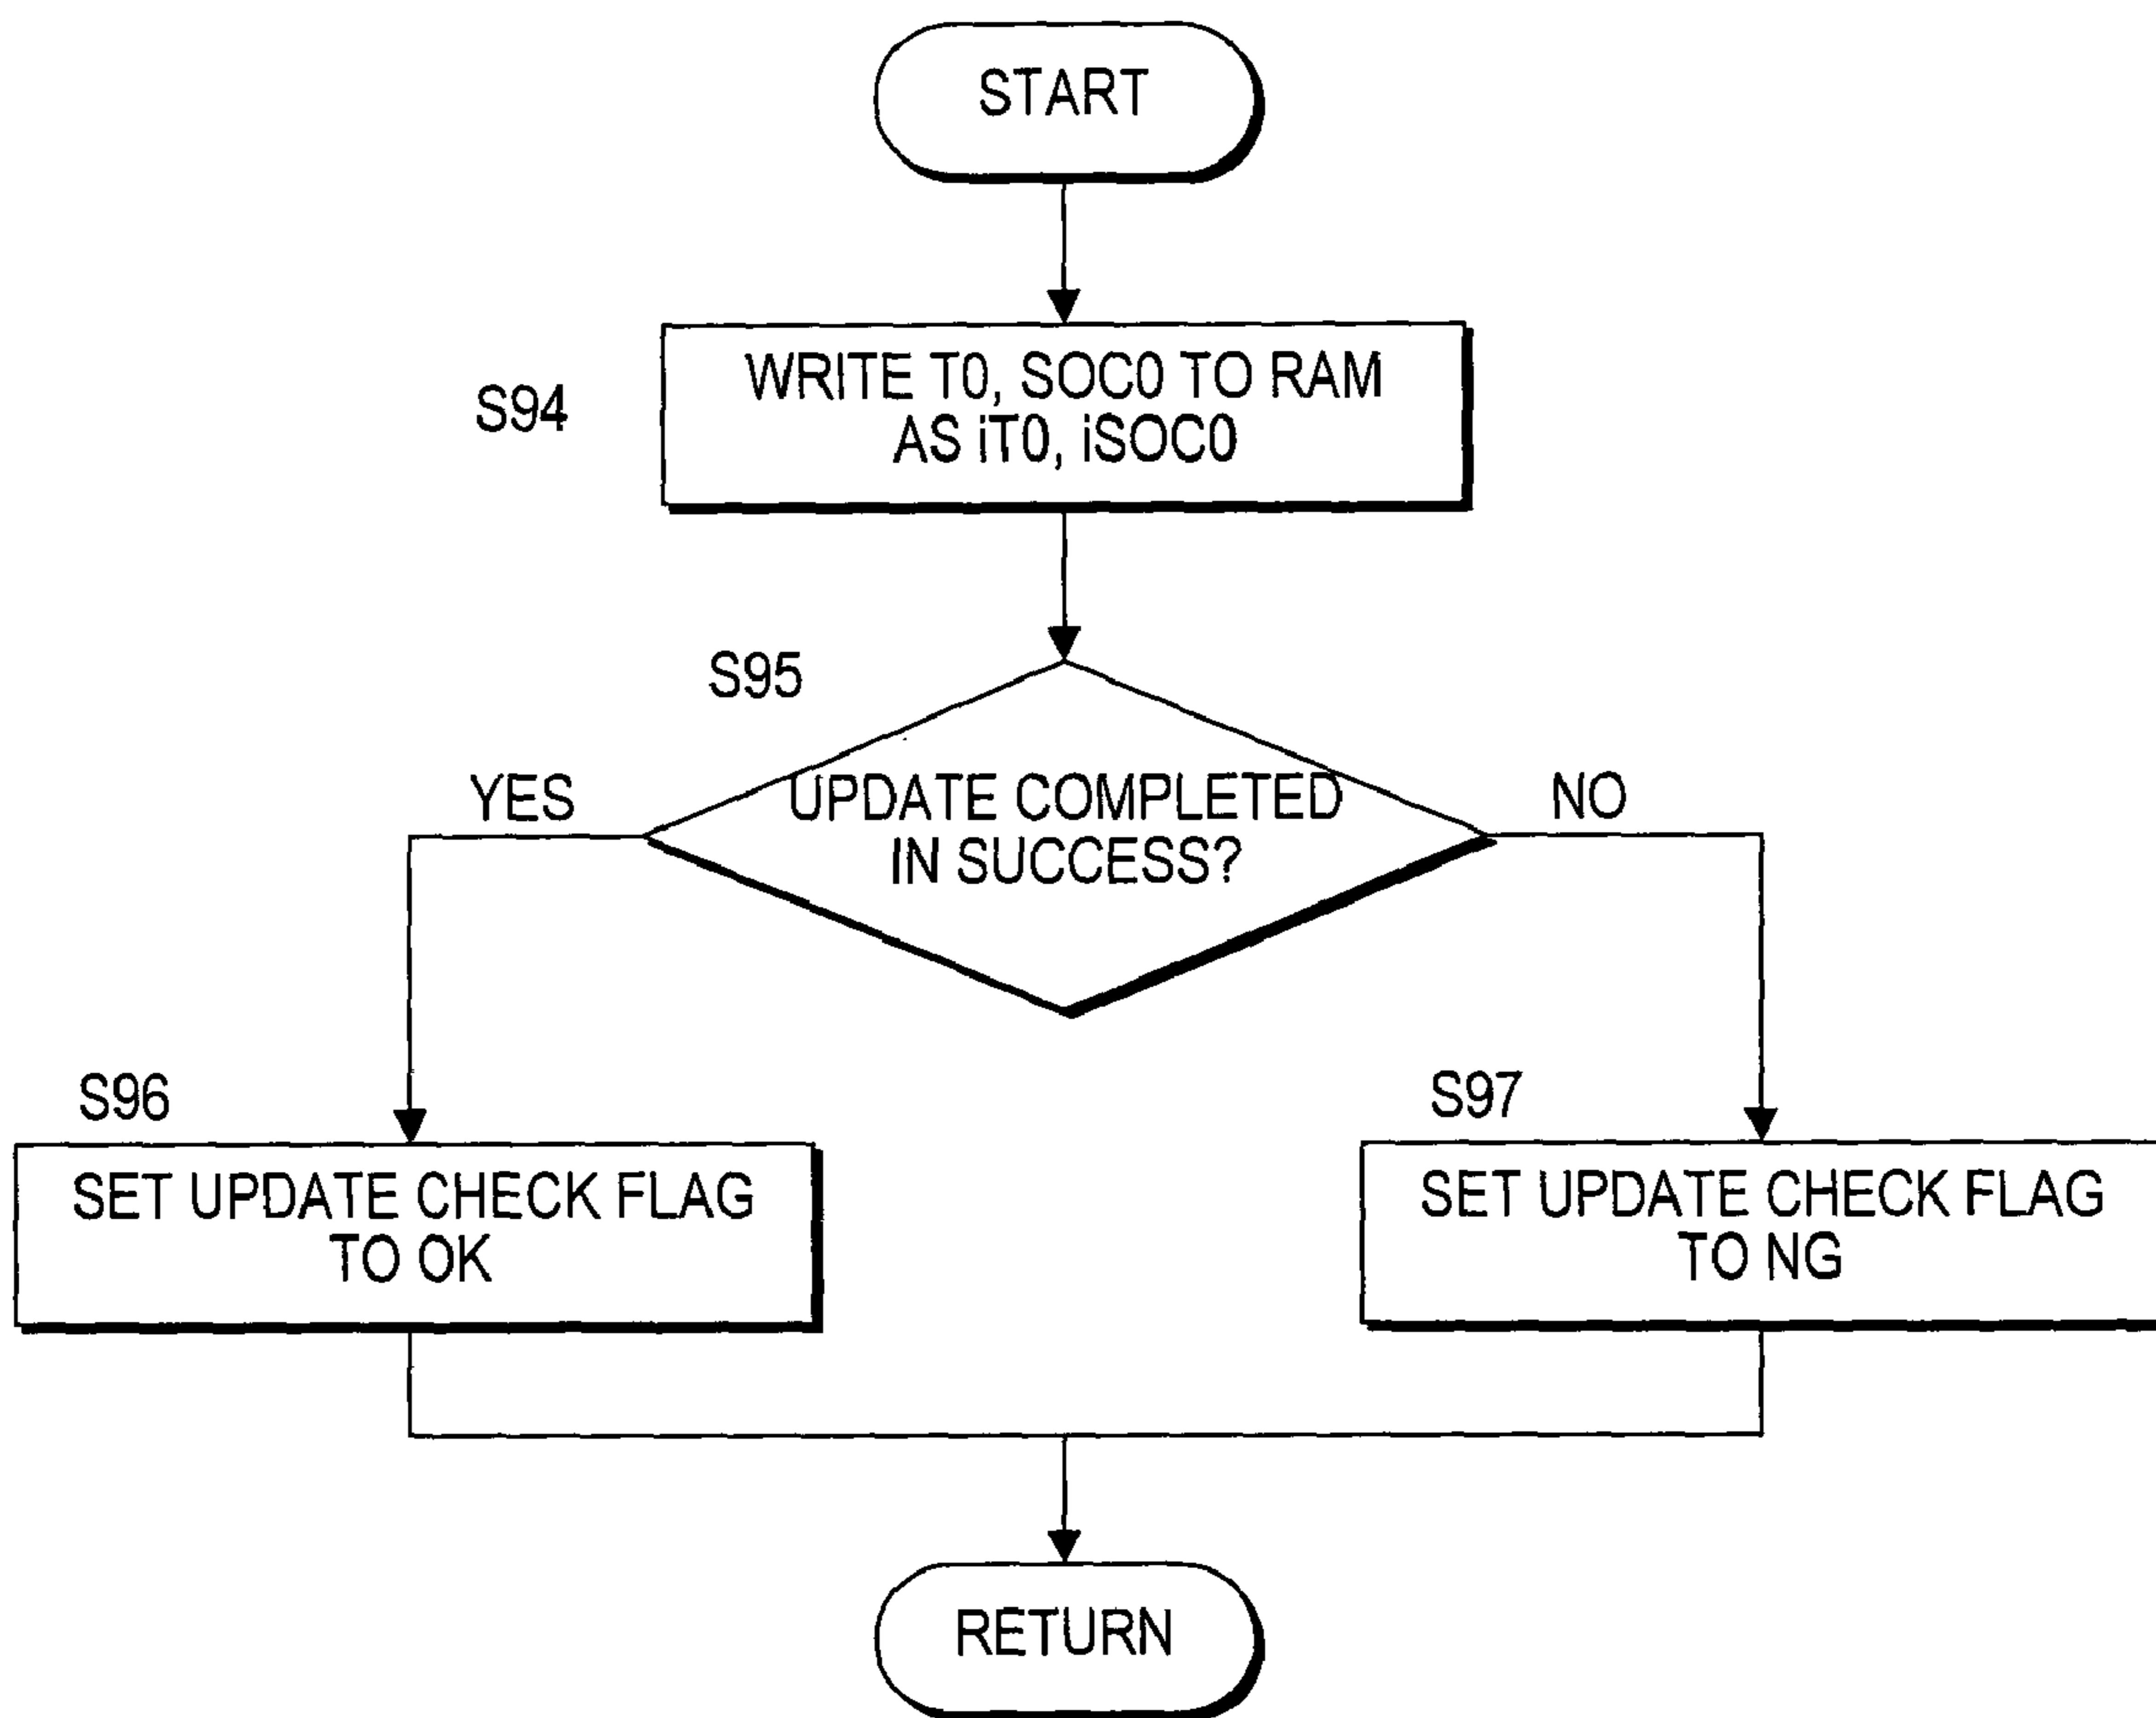 START
S94
WRITE T0, SOC0 TO RAM
AS iT0, iSOC0
S95
YES
UPDATE COMPLETED
IN SUCCESS?
NO
S96
SET UPDATE CHECK FLAG
TO OK
S97
SET UPDATE CHECK FLAG
TO NG
RETURN